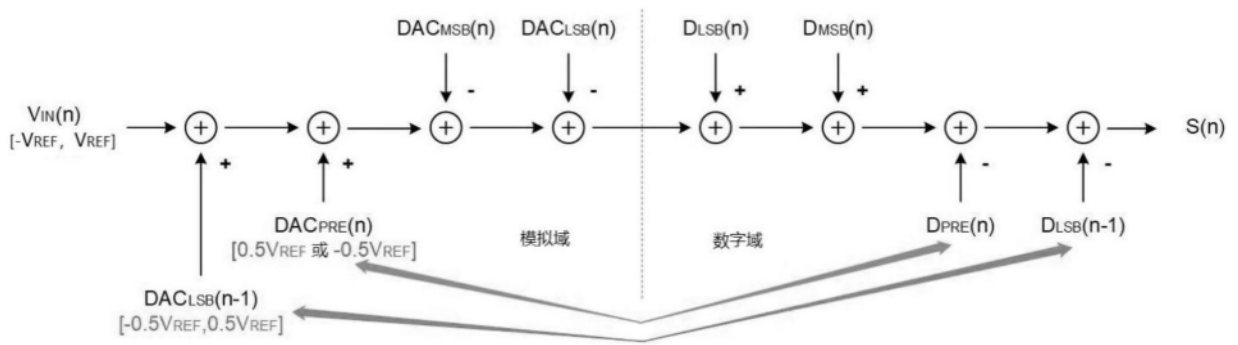 DACMSB(n)
DACLSB(n)
DLSB(n)
DMSB(n)
-
-
+
+
VIN(n)
[-VREF, VREF]
+
+
+
+
+
+
+
+
S(n)
+
+
-
-
DACPRE(n)
[0.5VREF 或 -0.5VREF]
模拟域
数字域
DPRE(n)
DLSB(n-1)
DACLSB(n-1)
[-0.5VREF,0.5VREF]